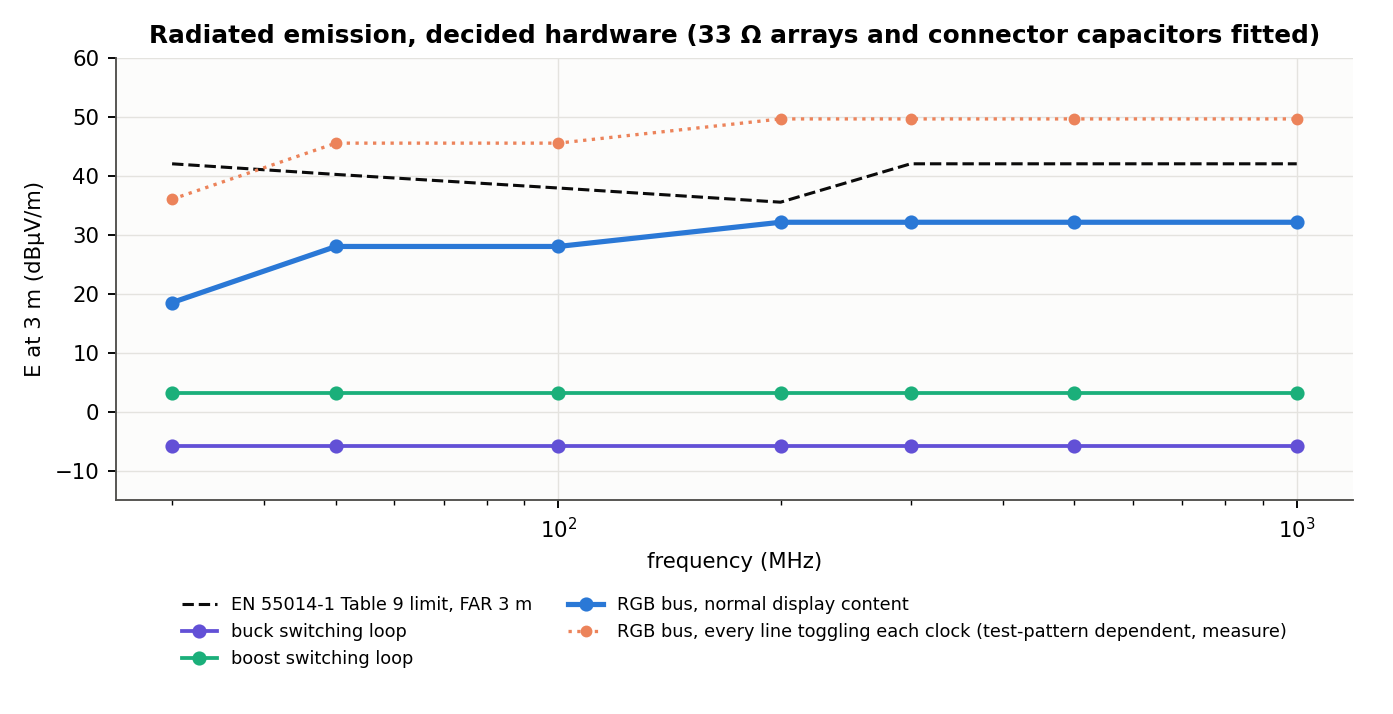 Radiated emission, decided hardware (33 Ω arrays and connector capacitors fitted)
60
50
40
30
20
10
0
−10
E at 3 m (dBµV/m)
10²
10³
frequency (MHz)
EN 55014-1 Table 9 limit, FAR 3 m
buck switching loop
boost switching loop
RGB bus, normal display content
RGB bus, every line toggling each clock (test-pattern dependent, measure)